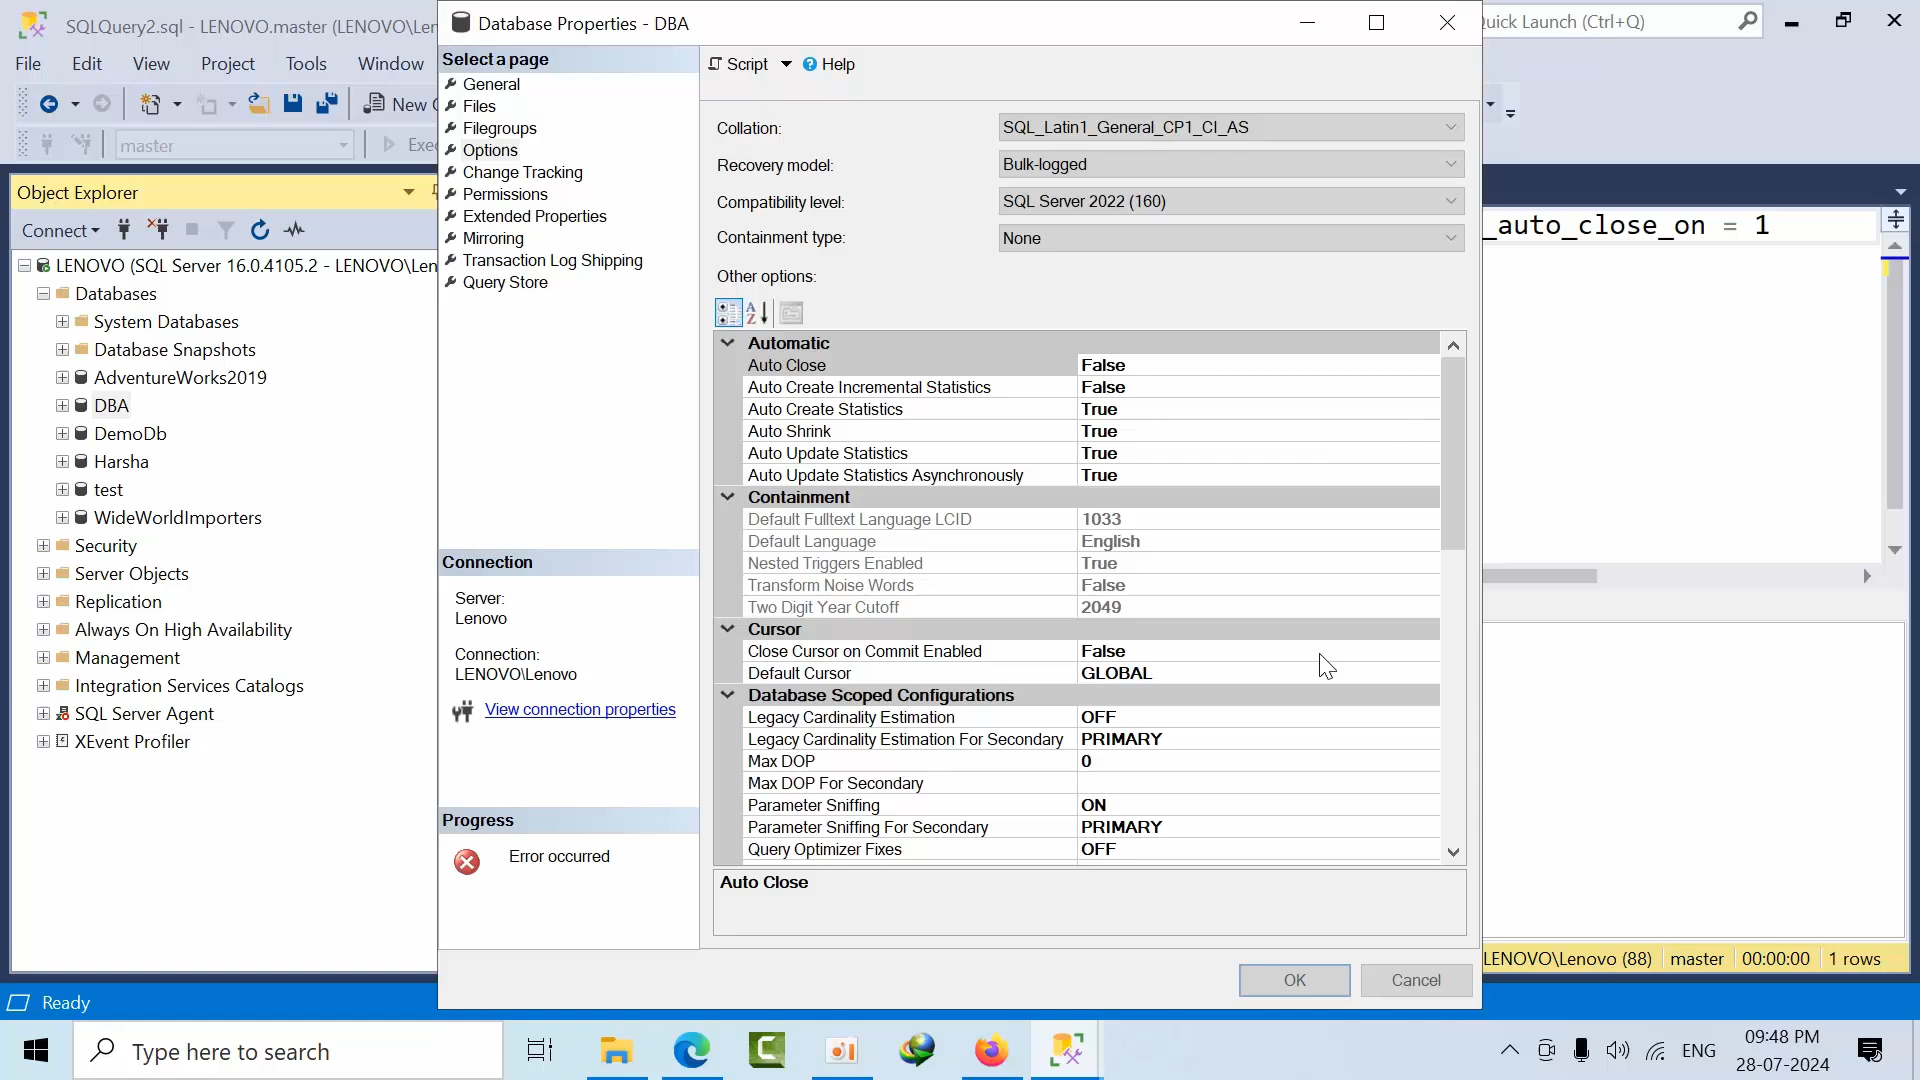 SQLQuery2.sql - LENOVO.master (LENOVO\Ler
Database Properties - DBA
Quick Launch (Ctrl+Q)
File Edit View Project Tools Window
New
master
Exe
Object Explorer
Connect
LENOVO (SQL Server 16.0.4105.2 - LENOVO\Len
Databases
System Databases
Database Snapshots
AdventureWorks2019
DBA
DemoDb
Harsha
test
WideWorldImporters
Security
Server Objects
Replication
Always On High Availability
Management
Integration Services Catalogs
SQL Server Agent
XEvent Profiler
Select a page
General
Files
Filegroups
Options
Change Tracking
Permissions
Extended Properties
Mirroring
Transaction Log Shipping
Query Store
Connection
Server:
Lenovo
Connection:
LENOVO\Lenovo
View connection properties
Progress
Error occurred
Script Help
Collation: SQL_Latin1_General_CP1_CI_AS
Recovery model: Bulk-logged
Compatibility level: SQL Server 2022 (160)
Containment type: None
Other options:
Automatic
Auto Close False
Auto Create Incremental Statistics False
Auto Create Statistics True
Auto Shrink True
Auto Update Statistics True
Auto Update Statistics Asynchronously True
Containment
Default Fulltext Language LCID 1033
Default Language English
Nested Triggers Enabled True
Transform Noise Words False
Two Digit Year Cutoff 2049
Cursor
Close Cursor on Commit Enabled False
Default Cursor GLOBAL
Database Scoped Configurations
Legacy Cardinality Estimation OFF
Legacy Cardinality Estimation For Secondary PRIMARY
Max DOP 0
Max DOP For Secondary
Parameter Sniffing ON
Parameter Sniffing For Secondary PRIMARY
Query Optimizer Fixes OFF
Auto Close
OK Cancel
_auto_close_on = 1
LENOVO\Lenovo (88) master 00:00:00 1 rows
Ready
Type here to search
ENG
09:48 PM
28-07-2024